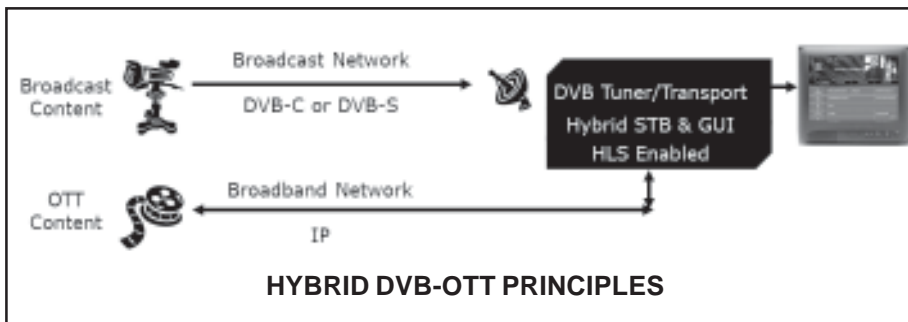 Broadcast
Content
Broadcast Network
DVB-C or DVB-S
DVB Tuner/Transport
Hybrid STB & GUI
HLS Enabled
OTT
Content
Broadband Network
IP
HYBRID DVB-OTT PRINCIPLES